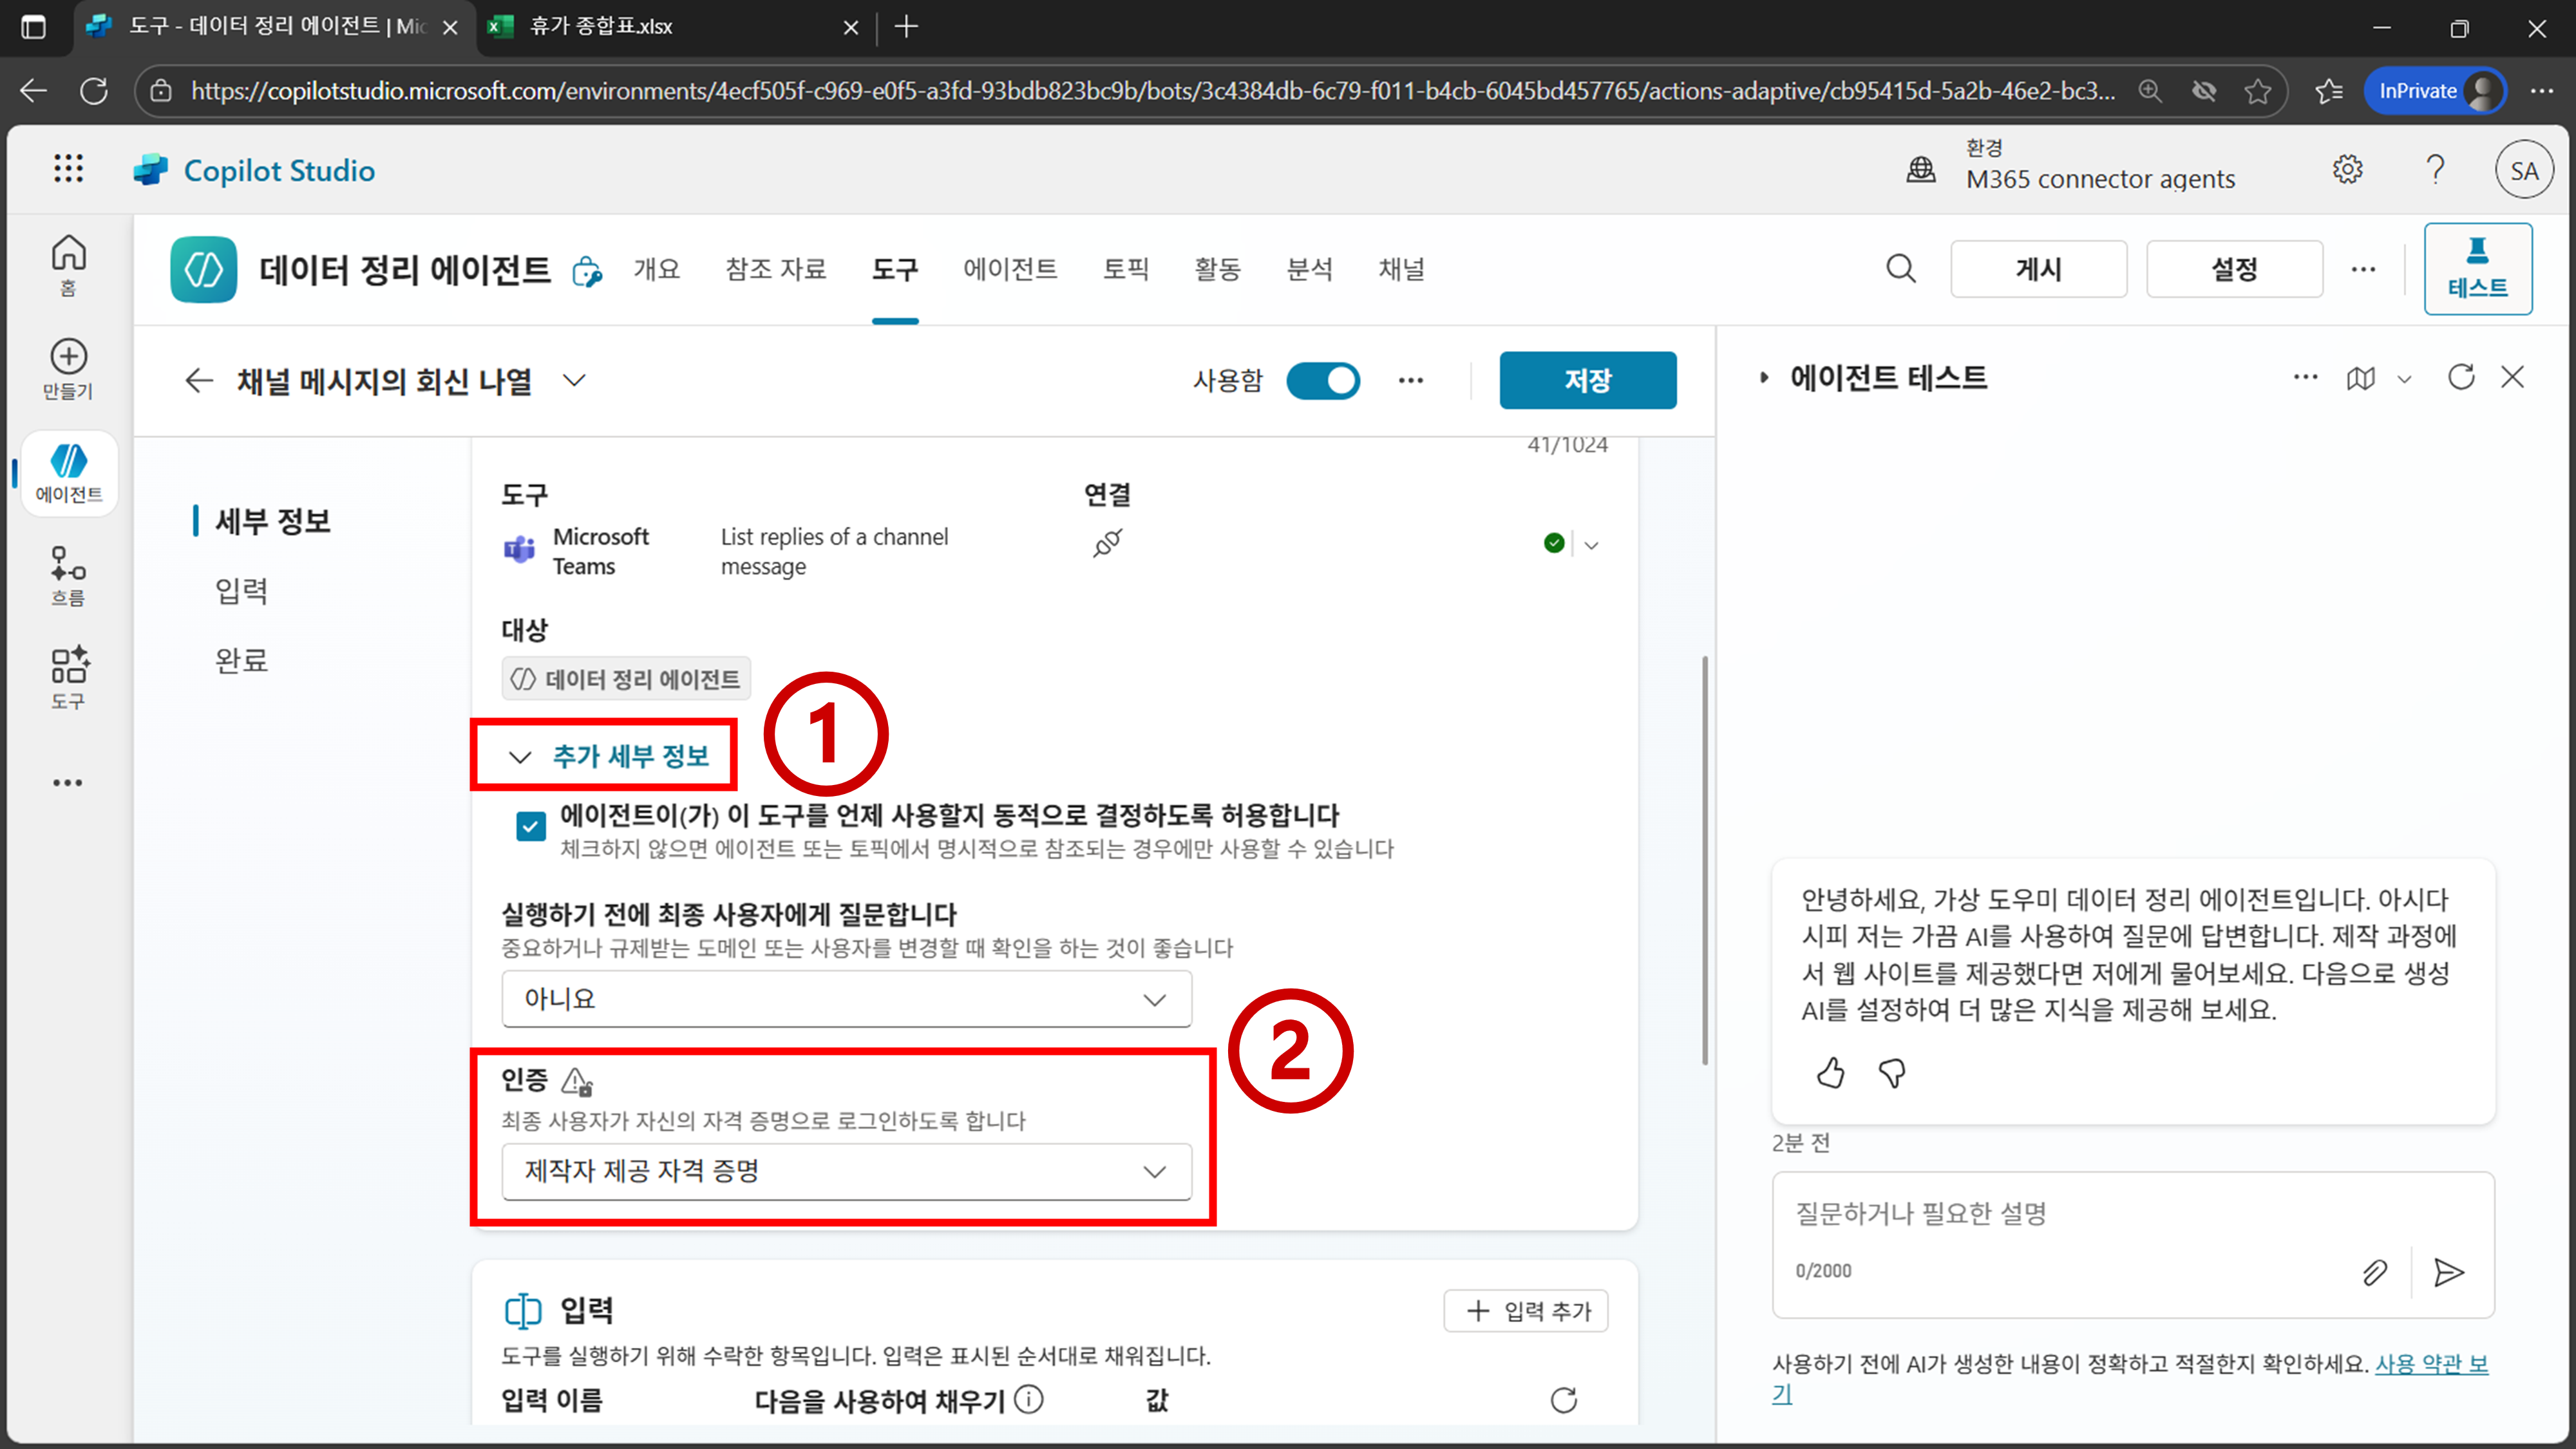 도구 - 데이터 정리 에이전트 | Mic
휴가 종합표.xlsx
https://copilotstudio.microsoft.com/environments/4ecf505f-c969-e0f5-a3fd-93bdb823bc9b/bots/3c4384db-6c79-f011-b4cb-6045bd457765/actions-adaptive/cb95415d-5a2b-46e2-bc3...
InPrivate
Copilot Studio
환경
M365 connector agents
SA
홈
만들기
에이전트
흐름
도구
데이터 정리 에이전트
개요
참조 자료
도구
에이전트
토픽
활동
분석
채널
게시
설정
테스트
채널 메시지의 회신 나열
사용함
저장
세부 정보
입력
완료
41/1024
도구
연결
Microsoft Teams
List replies of a channel message
대상
데이터 정리 에이전트
추가 세부 정보
1
에이전트이(가) 이 도구를 언제 사용할지 동적으로 결정하도록 허용합니다
체크하지 않으면 에이전트 또는 토픽에서 명시적으로 참조되는 경우에만 사용할 수 있습니다
실행하기 전에 최종 사용자에게 질문합니다
중요하거나 규제받는 도메인 또는 사용자를 변경할 때 확인을 하는 것이 좋습니다
아니요
2
인증
최종 사용자가 자신의 자격 증명으로 로그인하도록 합니다
제작자 제공 자격 증명
입력
입력 추가
도구를 실행하기 위해 수락한 항목입니다. 입력은 표시된 순서대로 채워집니다.
입력 이름
다음을 사용하여 채우기
값
에이전트 테스트
안녕하세요, 가상 도우미 데이터 정리 에이전트입니다. 아시다
시피 저는 가끔 AI를 사용하여 질문에 답변합니다. 제작 과정에
서 웹 사이트를 제공했다면 저에게 물어보세요. 다음으로 생성
AI를 설정하여 더 많은 지식을 제공해 보세요.
2분 전
질문하거나 필요한 설명
0/2000
사용하기 전에 AI가 생성한 내용이 정확하고 적절한지 확인하세요. 사용 약관 보
기